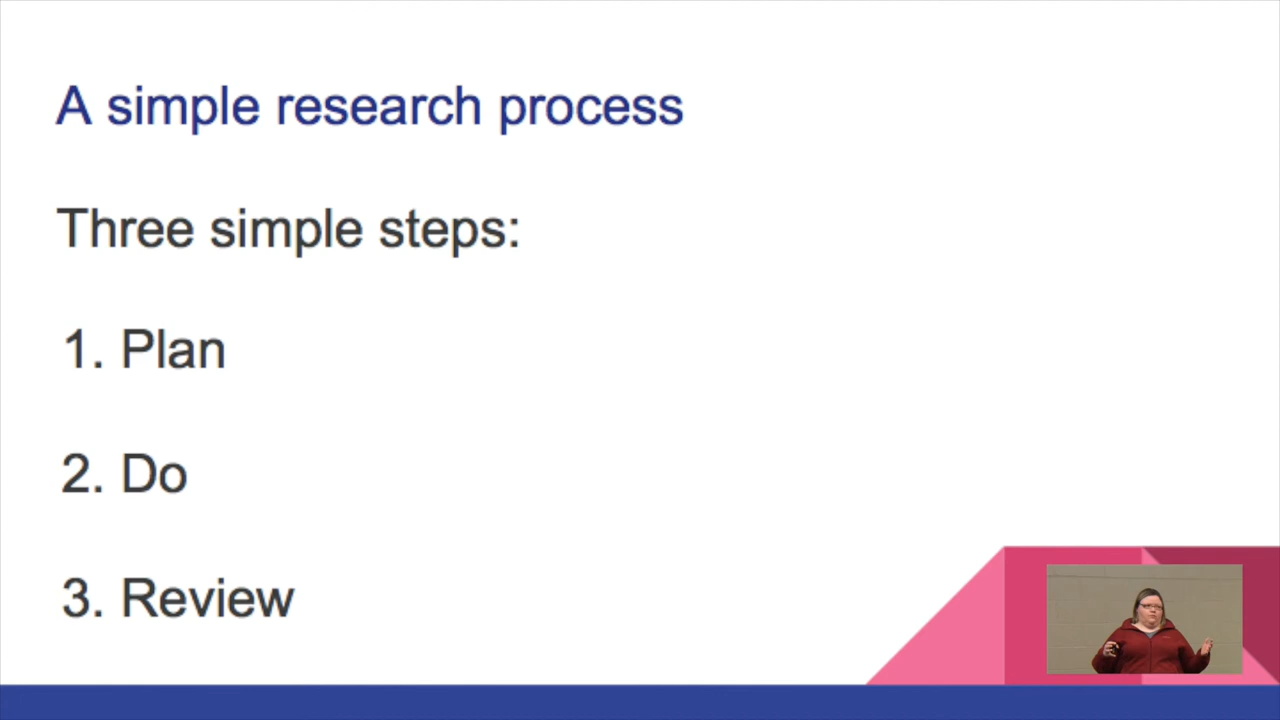 A simple research process
Three simple steps:
1. Plan
2. Do
3. Review